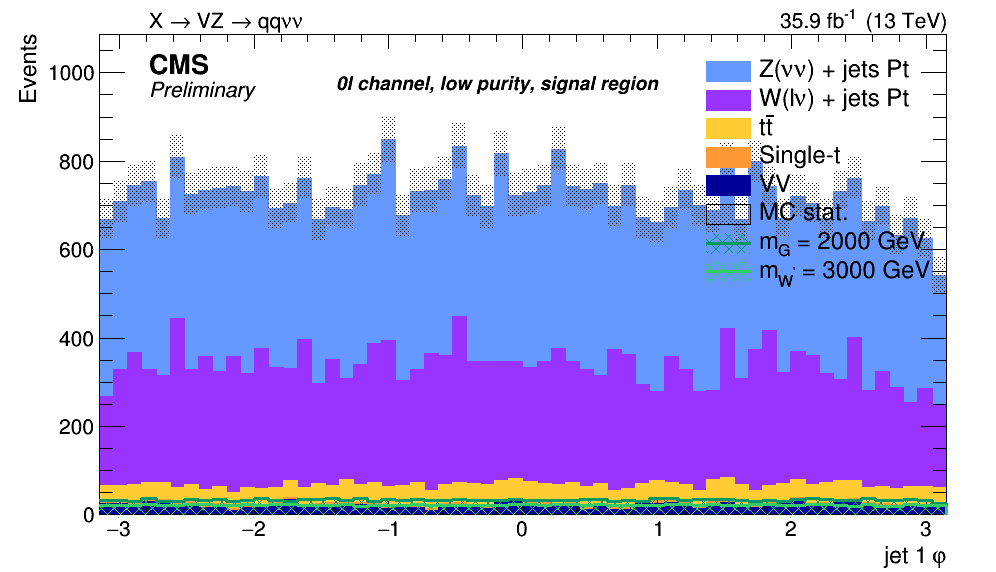 X → VZ → qqνν
35.9 fb⁻¹ (13 TeV)
Events
CMS
Preliminary
0l channel, low purity, signal region
Z(νν) + jets Pt
W(lν) + jets Pt
tt̄
Single-t
VV
MC stat.
m_G = 2000 GeV
m_W' = 3000 GeV
1000
800
600
400
200
0
−3 −2 −1 0 1 2 3
jet 1 φ